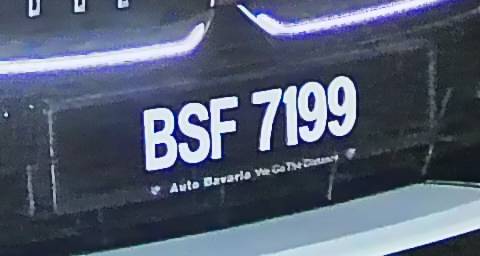 BSF 7199
Auto Bavaria We Go The Distance